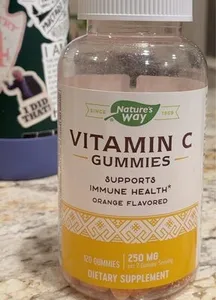 I A
I DID
THAT!
SINCE Nature's Way 1969
VITAMIN C
GUMMIES
SUPPORTS
IMMUNE HEALTH*
ORANGE FLAVORED
120 GUMMIES 250 MG
DIETARY SUPPLEMENT